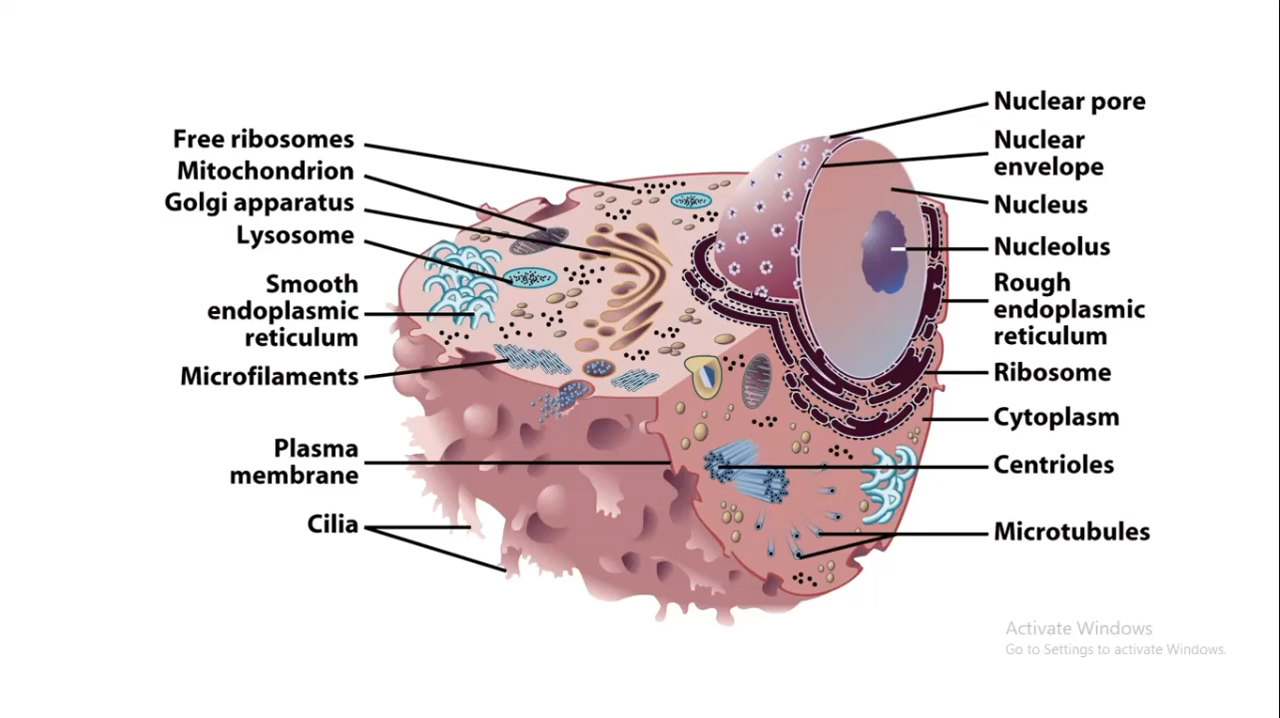 Free ribosomes
Mitochondrion
Golgi apparatus
Lysosome
Smooth
endoplasmic
reticulum
Microfilaments
Plasma
membrane
Cilia
Nuclear pore
Nuclear
envelope
Nucleus
Nucleolus
Rough
endoplasmic
reticulum
Ribosome
Cytoplasm
Centrioles
Microtubules
Activate Windows
Go to Settings to activate Windows.